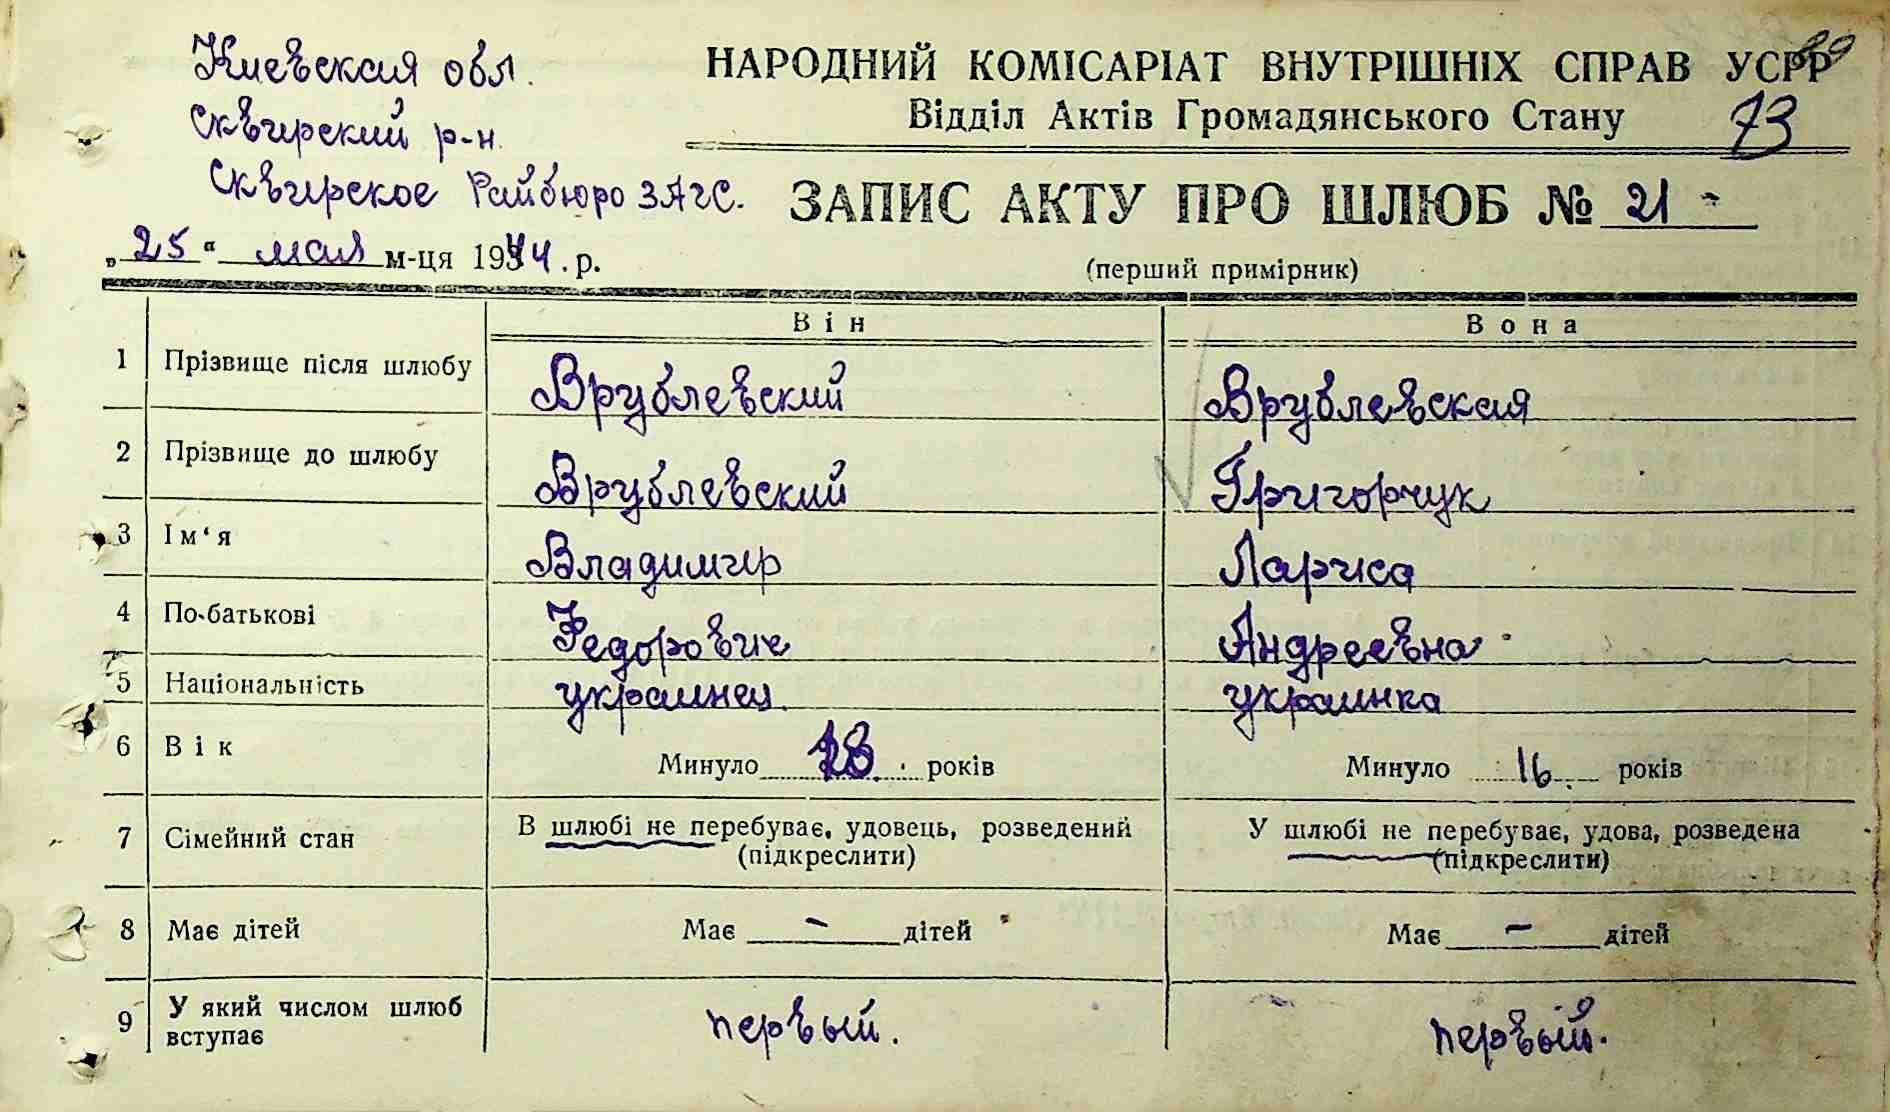 Киевская обл.
Сквирский р-н.
Сквирское Райбюро ЗАГС.
НАРОДНИЙ КОМІСАРІАТ ВНУТРІШНІХ СПРАВ УСРР
Відділ Актів Громадянського Стану
73
ЗАПИС АКТУ ПРО ШЛЮБ № 21 -
„25“ мая м-ця 1944.р.
(перший примірник)
Він Вона
1 Прізвище після шлюбу Врублевский Врублевская
2 Прізвище до шлюбу Врублевский Григорчук
3 Ім‘я Владимир Лариса
4 По-батькові Федорович Андреевна
5 Національність украинец. украинка
6 Вік Минуло 18 років Минуло 16 років
7 Сімейний стан В шлюбі не перебуває, удовець, розведений У шлюбі не перебуває, удова, розведена
(підкреслити) (підкреслити)
8 Має дітей Має - дітей Має - дітей
9 У який числом шлюб вступає первый. первый.